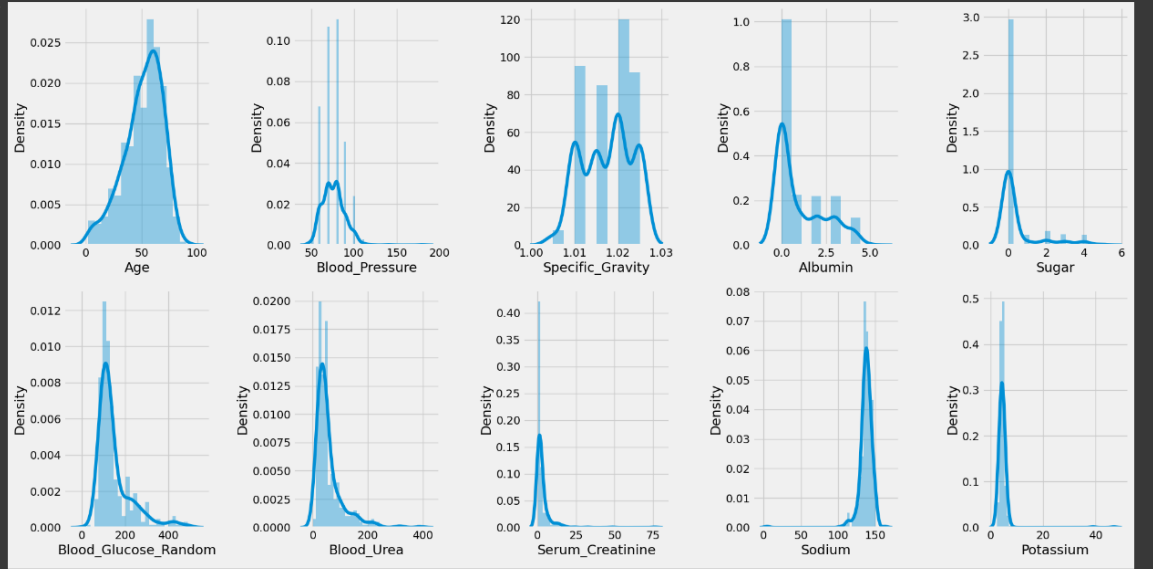 Density
0.025
0.020
0.015
0.010
0.005
0.000
0 50 100
Age
Density
0.10
0.08
0.06
0.04
0.02
0.00
50 100 150 200
Blood_Pressure
Density
120
100
80
60
40
20
0
1.00 1.01 1.02 1.03
Specific_Gravity
Density
1.0
0.8
0.6
0.4
0.2
0.0
0.0 2.5 5.0
Albumin
Density
3.0
2.5
2.0
1.5
1.0
0.5
0.0
0 2 4 6
Sugar
Density
0.012
0.010
0.008
0.006
0.004
0.002
0.000
0 200 400
Blood_Glucose_Random
Density
0.0200
0.0175
0.0150
0.0125
0.0100
0.0075
0.0050
0.0025
0.0000
0 200 400
Blood_Urea
Density
0.40
0.35
0.30
0.25
0.20
0.15
0.10
0.05
0.00
0 25 50 75
Serum_Creatinine
Density
0.08
0.07
0.06
0.05
0.04
0.03
0.02
0.01
0.00
0 50 100 150
Sodium
Density
0.5
0.4
0.3
0.2
0.1
0.0
0 20 40
Potassium